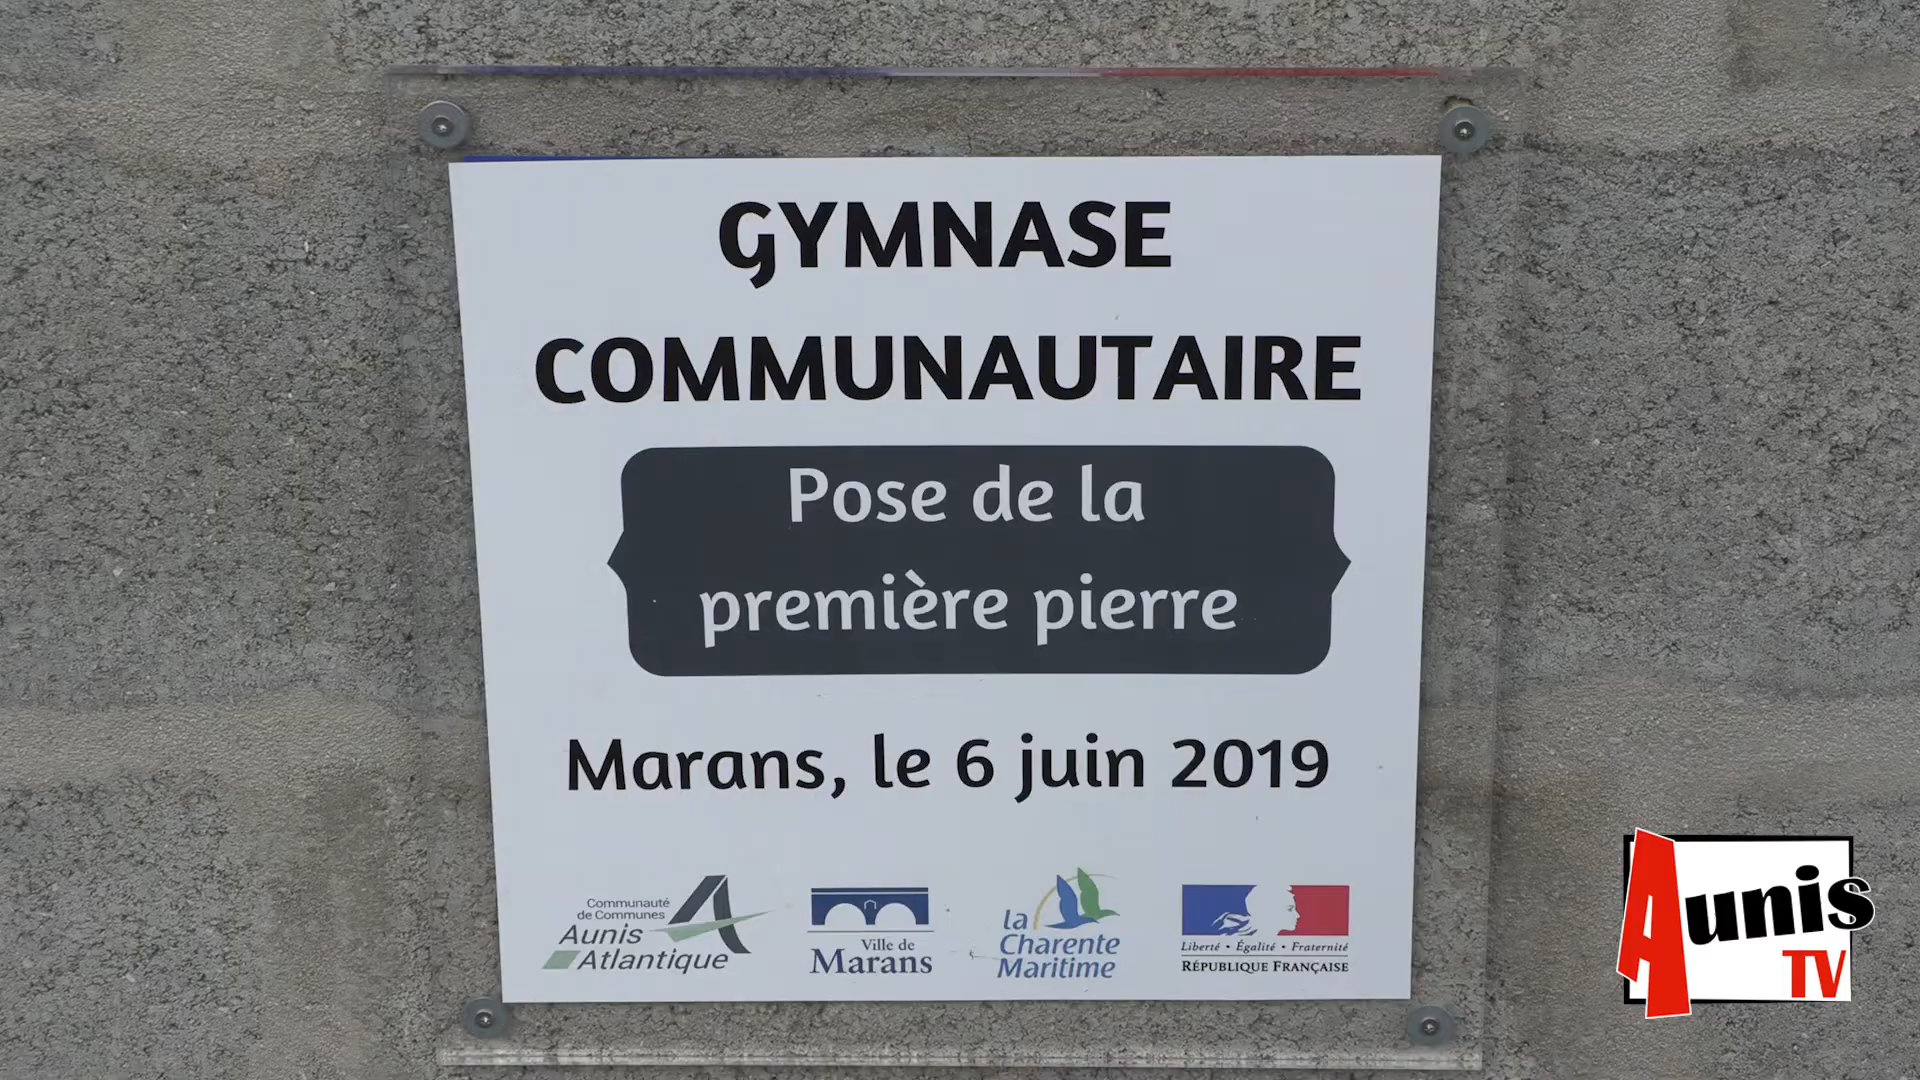 GYMNASE
COMMUNAUTAIRE
Pose de la
première pierre
Marans, le 6 juin 2019
Communauté
de Communes
Aunis
Atlantique
Ville de
Marans
la
Charente
Maritime
Liberté • Égalité • Fraternité
RÉPUBLIQUE FRANÇAISE
Aunis
TV